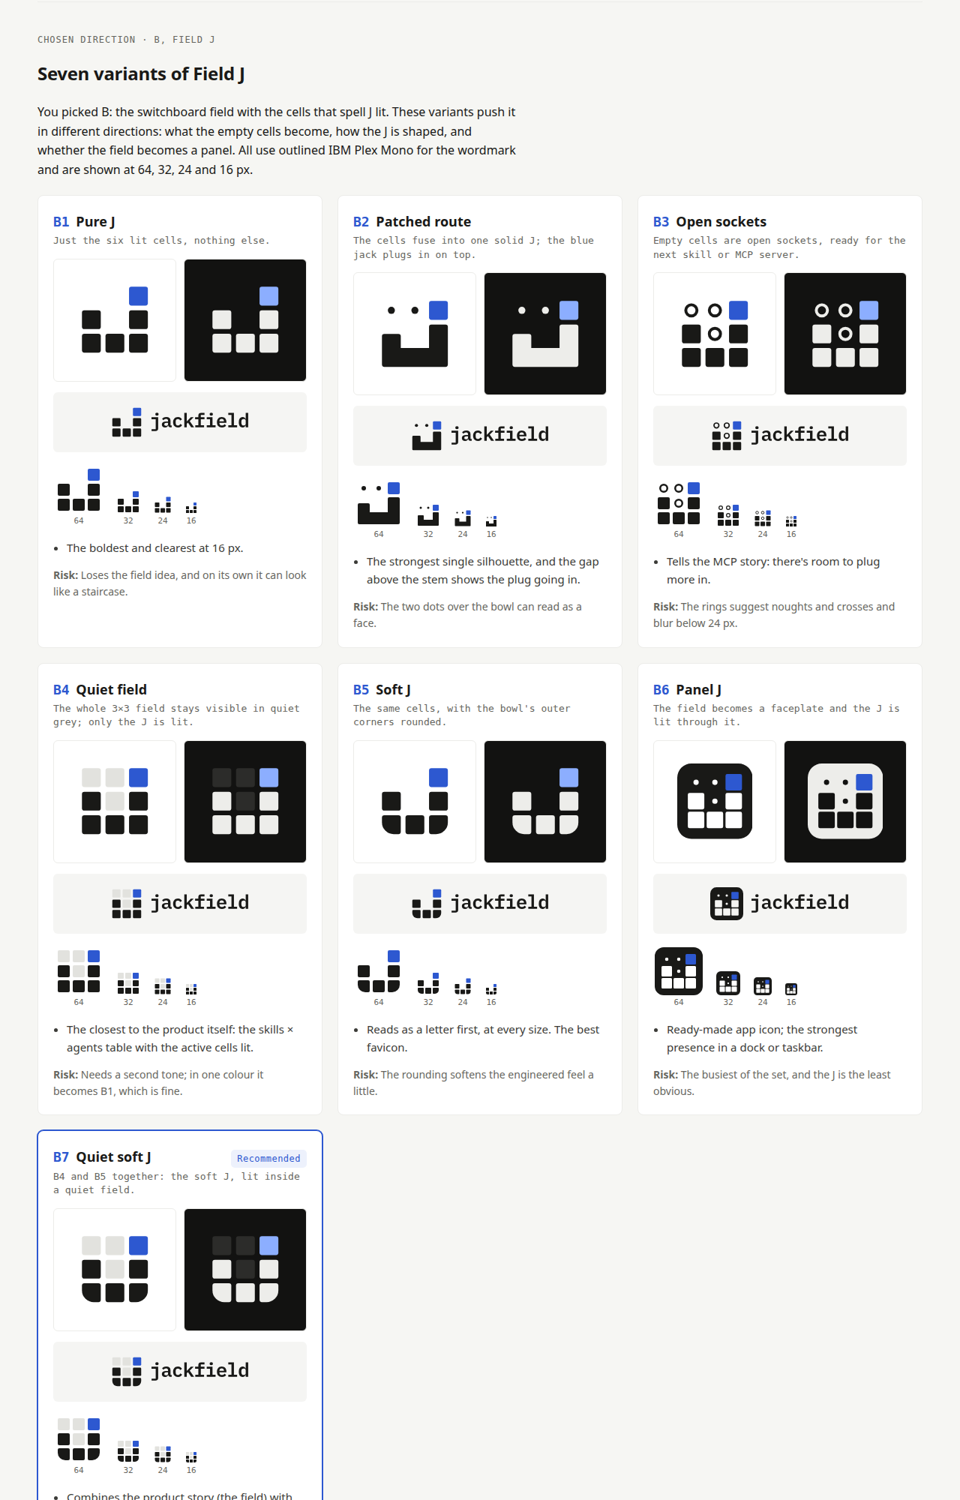 CHOSEN DIRECTION · B, FIELD J
Seven variants of Field J
You picked B: the switchboard field with the cells that spell J lit. These variants push it
in different directions: what the empty cells become, how the J is shaped, and
whether the field becomes a panel. All use outlined IBM Plex Mono for the wordmark
and are shown at 64, 32, 24 and 16 px.
B1 Pure J
Just the six lit cells, nothing else.
jackfield
64 32 24 16
• The boldest and clearest at 16 px.
Risk: Loses the field idea, and on its own it can look
like a staircase.
B2 Patched route
The cells fuse into one solid J; the blue
jack plugs in on top.
jackfield
64 32 24 16
• The strongest single silhouette, and the gap
above the stem shows the plug going in.
Risk: The two dots over the bowl can read as a
face.
B3 Open sockets
Empty cells are open sockets, ready for the
next skill or MCP server.
jackfield
64 32 24 16
• Tells the MCP story: there's room to plug
more in.
Risk: The rings suggest noughts and crosses and
blur below 24 px.
B4 Quiet field
The whole 3×3 field stays visible in quiet
grey; only the J is lit.
jackfield
64 32 24 16
• The closest to the product itself: the skills ×
agents table with the active cells lit.
Risk: Needs a second tone; in one colour it
becomes B1, which is fine.
B5 Soft J
The same cells, with the bowl's outer
corners rounded.
jackfield
64 32 24 16
• Reads as a letter first, at every size. The best
favicon.
Risk: The rounding softens the engineered feel a
little.
B6 Panel J
The field becomes a faceplate and the J is
lit through it.
jackfield
64 32 24 16
• Ready-made app icon; the strongest
presence in a dock or taskbar.
Risk: The busiest of the set, and the J is the least
obvious.
B7 Quiet soft J
Recommended
B4 and B5 together: the soft J, lit inside
a quiet field.
jackfield
64 32 24 16
• Combines the product story (the field) with